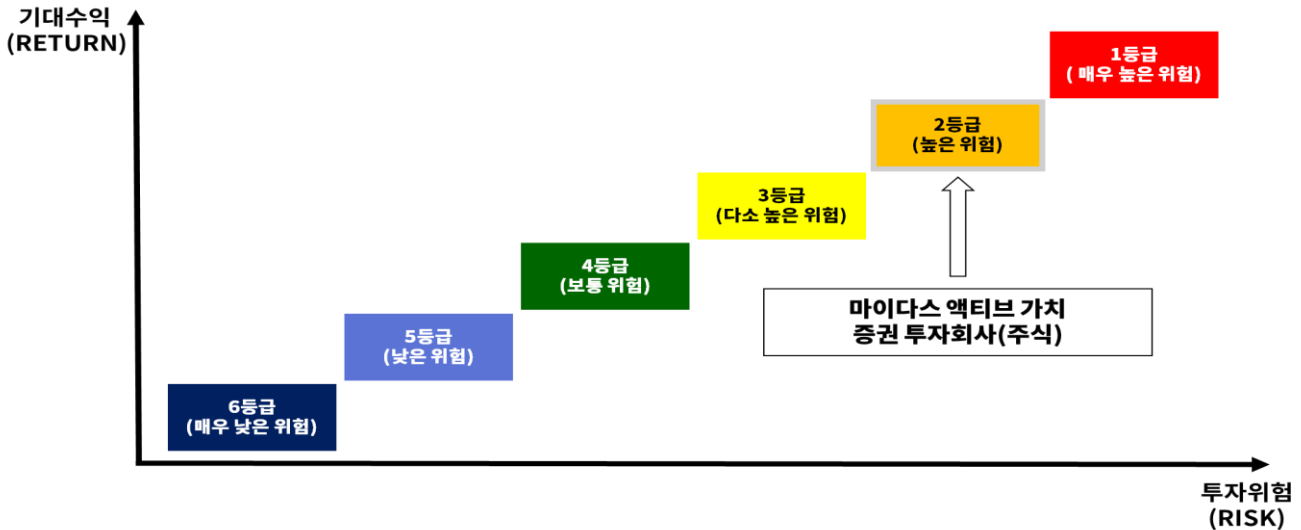 기대수익
(RETURN)
1등급
( 매우 높은 위험)
2등급
(높은 위험)
3등급
(다소 높은 위험)
4등급
(보통 위험)
마이다스 액티브 가치
증권 투자회사(주식)
5등급
(낮은 위험)
6등급
(매우 낮은 위험)
투자위험
(RISK)